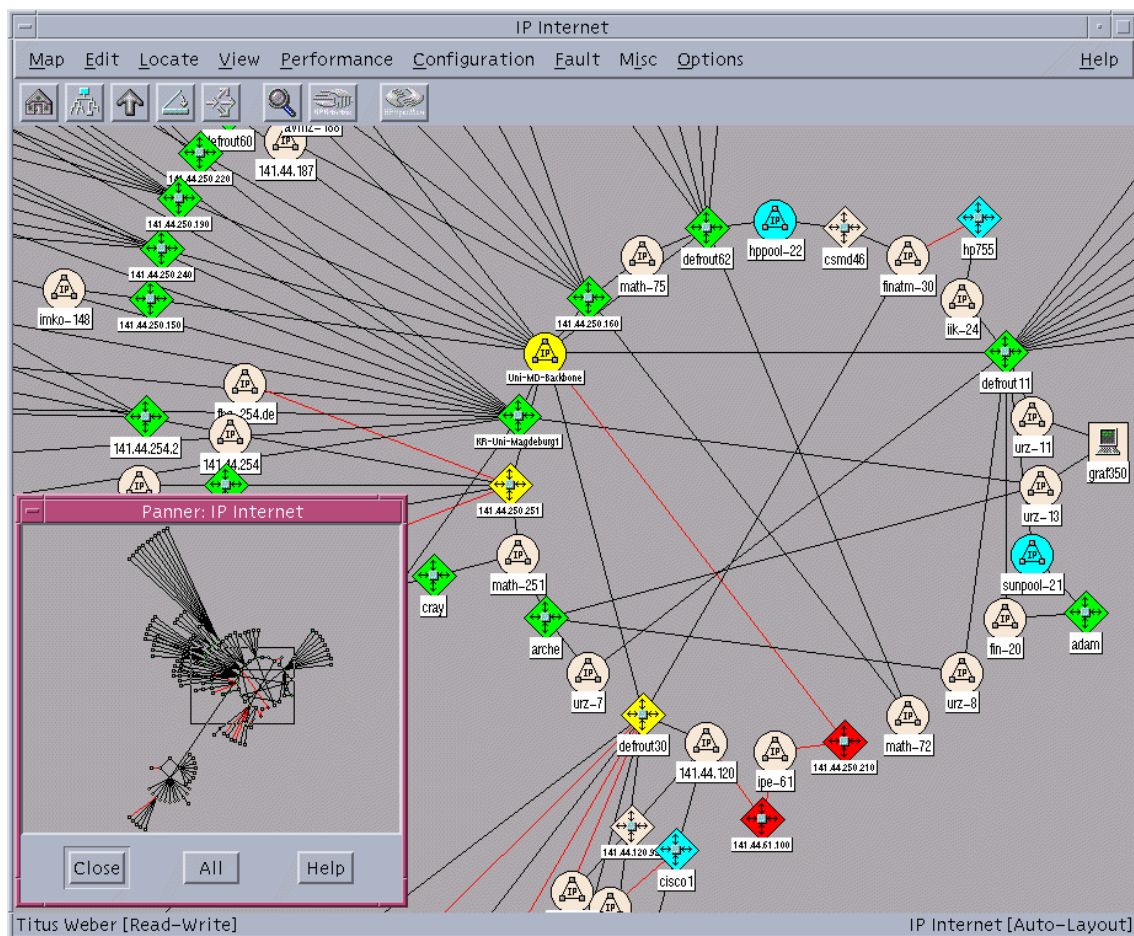 IP Internet
Map Edit Locate View Performance Configuration Fault Misc Options Help
defrout60
141.44.187
141.44.250.220
141.44.250.190
141.44.250.240
141.44.250.150
imko-148
math-75
defrout62
hppool-22
csmd46
finatm-30
hp755
iik-24
141.44.250.160
Uni-MD-Backbone
defrout11
254.de
141.44.254.2
141.44.254
KR-Uni-Magdeburg1
urz-11
graf350
urz-13
141.44.250.251
math-251
cray
arche
sunpool-21
adam
fin-20
urz-7
urz-8
defrout30
141.44.120
ipe-61
141.44.250.210
math-72
141.44.61.100
cisco1
IP
Panner: IP Internet
Close All Help
Titus Weber [Read-Write] IP Internet [Auto-Layout]